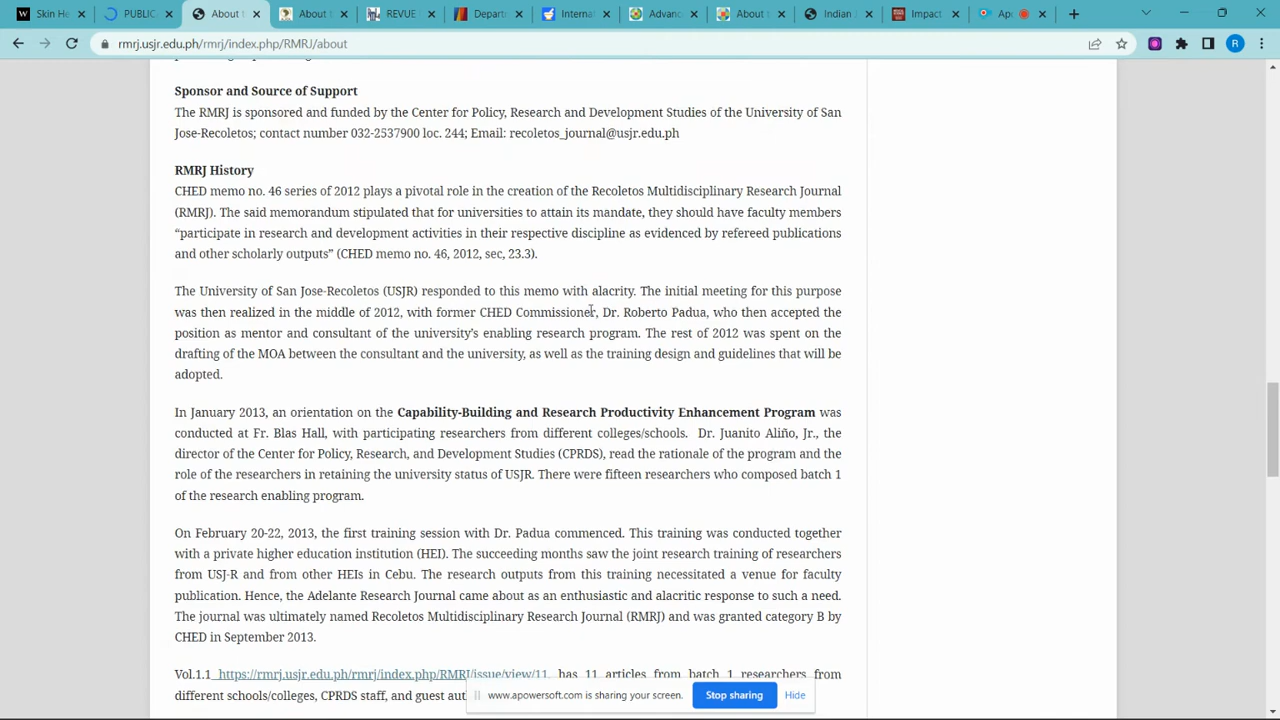 Skin He
PUBLIC
About t
About t
REVUE
Depart
Interna
Advanc
About t
Indian J
Impact
Apo
rmrj.usjr.edu.ph/rmrj/index.php/RMRJ/about
R
Sponsor and Source of Support
The RMRJ is sponsored and funded by the Center for Policy, Research and Development Studies of the University of San
Jose-Recoletos; contact number 032-2537900 loc. 244; Email: recoletos_journal@usjr.edu.ph
RMRJ History
CHED memo no. 46 series of 2012 plays a pivotal role in the creation of the Recoletos Multidisciplinary Research Journal
(RMRJ). The said memorandum stipulated that for universities to attain its mandate, they should have faculty members
“participate in research and development activities in their respective discipline as evidenced by refereed publications
and other scholarly outputs” (CHED memo no. 46, 2012, sec, 23.3).
The University of San Jose-Recoletos (USJR) responded to this memo with alacrity. The initial meeting for this purpose
was then realized in the middle of 2012, with former CHED Commissioner, Dr. Roberto Padua, who then accepted the
position as mentor and consultant of the university’s enabling research program. The rest of 2012 was spent on the
drafting of the MOA between the consultant and the university, as well as the training design and guidelines that will be
adopted.
In January 2013, an orientation on the Capability-Building and Research Productivity Enhancement Program was
conducted at Fr. Blas Hall, with participating researchers from different colleges/schools. Dr. Juanito Aliño, Jr., the
director of the Center for Policy, Research, and Development Studies (CPRDS), read the rationale of the program and the
role of the researchers in retaining the university status of USJR. There were fifteen researchers who composed batch 1
of the research enabling program.
On February 20-22, 2013, the first training session with Dr. Padua commenced. This training was conducted together
with a private higher education institution (HEI). The succeeding months saw the joint research training of researchers
from USJ-R and from other HEIs in Cebu. The research outputs from this training necessitated a venue for faculty
publication. Hence, the Adelante Research Journal came about as an enthusiastic and alacritic response to such a need.
The journal was ultimately named Recoletos Multidisciplinary Research Journal (RMRJ) and was granted category B by
CHED in September 2013.
Vol.1.1 https://rmrj.usjr.edu.ph/rmrj/index.php/RMRJ/issue/view/11, has 11 articles from batch 1 researchers from
different schools/colleges, CPRDS staff, and guest aut
www.apowersoft.com is sharing your screen.
Stop sharing
Hide